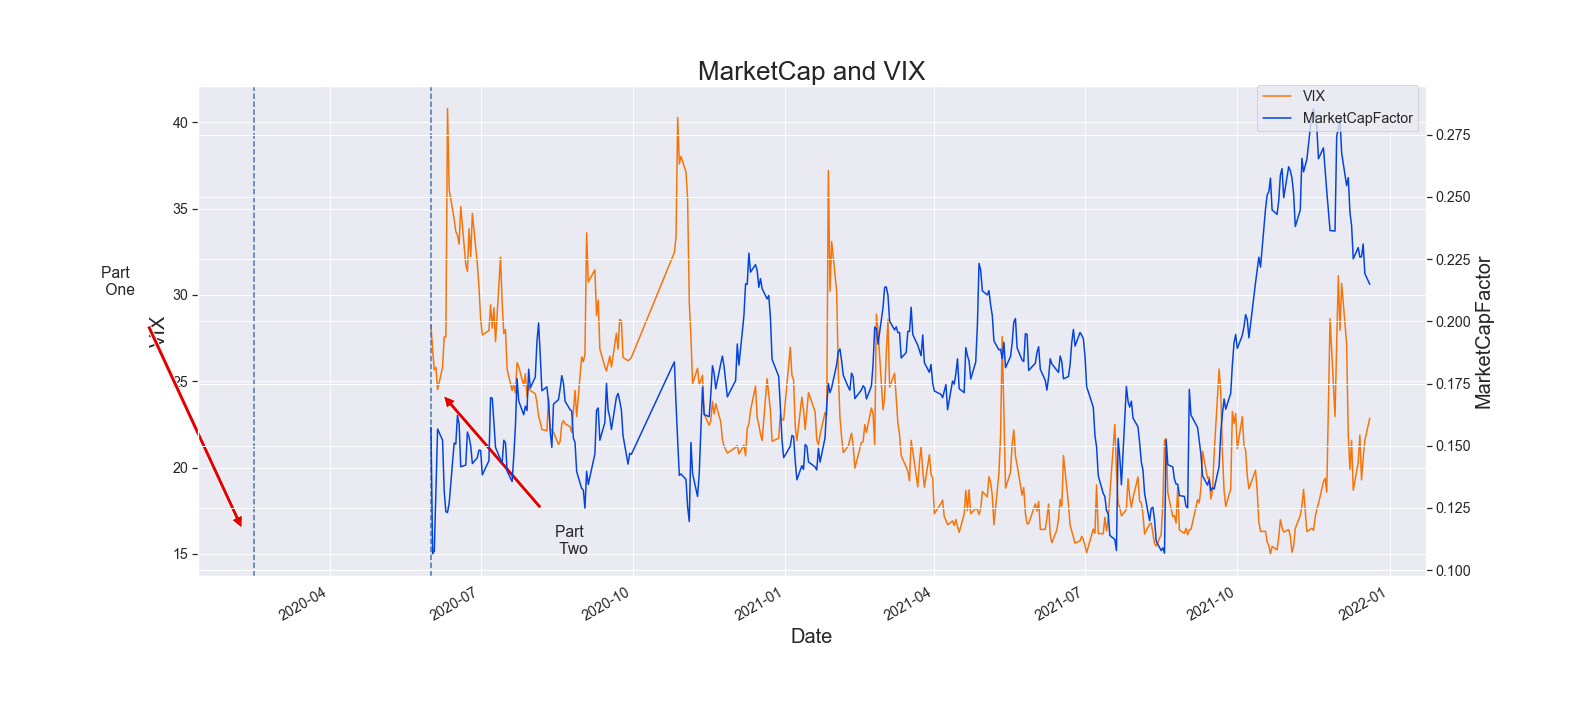 MarketCap and VIX
VIX
MarketCapFactor
40
35
30
25
20
15
VIX
0.275
0.250
0.225
0.200
0.175
0.150
0.125
0.100
MarketCapFactor
Part
One
Part
Two
2020-04
2020-07
2020-10
2021-01
2021-04
2021-07
2021-10
2022-01
Date